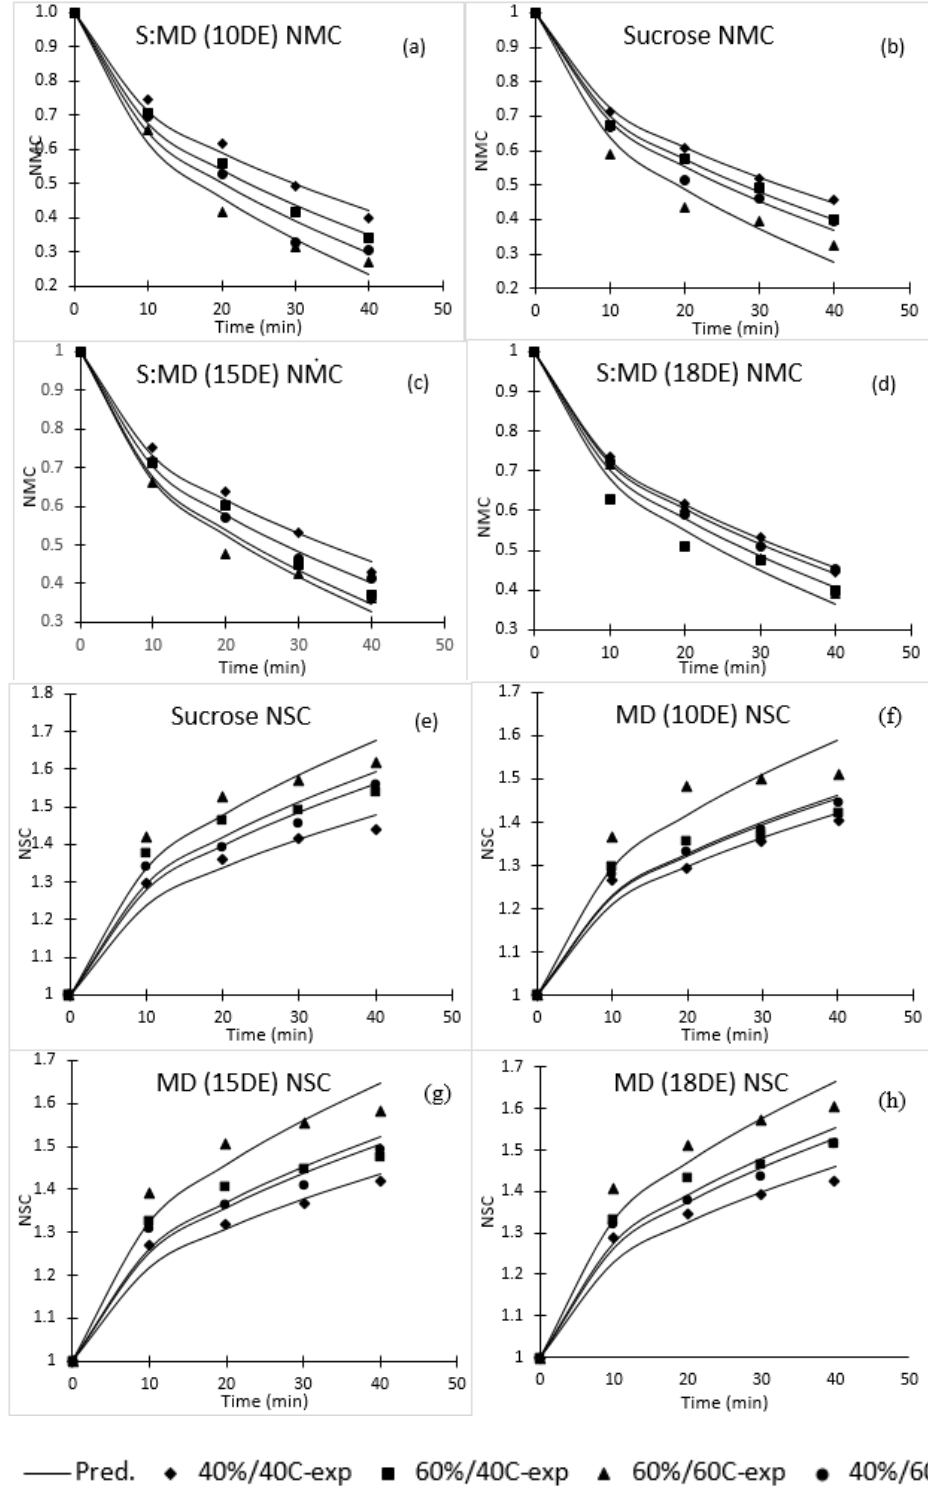 S:MD (10DE) NMC
(a)
1.0
0.9
0.8
0.7
0.6
0.5
0.4
0.3
0.2
NMC
0 10 20 30 40 50
Time (min)
Sucrose NMC
(b)
1
0.9
0.8
0.7
0.6
0.5
0.4
0.3
0.2
NMC
0 10 20 30 40 50
Time (min)
S:MD (15DE) NMC
(c)
1
0.9
0.8
0.7
0.6
0.5
0.4
0.3
NMC
0 10 20 30 40 50
Time (min)
S:MD (18DE) NMC
(d)
1
0.9
0.8
0.7
0.6
0.5
0.4
0.3
NMC
0 10 20 30 40 50
Time (min)
Sucrose NSC
(e)
1.8
1.7
1.6
1.5
1.4
1.3
1.2
1.1
1
NSC
0 10 20 30 40 50
Time (min)
MD (10DE) NSC
(f)
1.7
1.6
1.5
1.4
1.3
1.2
1.1
1
NSC
0 10 20 30 40 50
Time (min)
MD (15DE) NSC
(g)
1.7
1.6
1.5
1.4
1.3
1.2
1.1
1
NSC
0 10 20 30 40 50
Time (min)
MD (18DE) NSC
(h)
1.7
1.6
1.5
1.4
1.3
1.2
1.1
1
NSC
0 10 20 30 40 50
Time (min)
Pred. 40%/40C-exp 60%/40C-exp 60%/60C-exp 40%/60